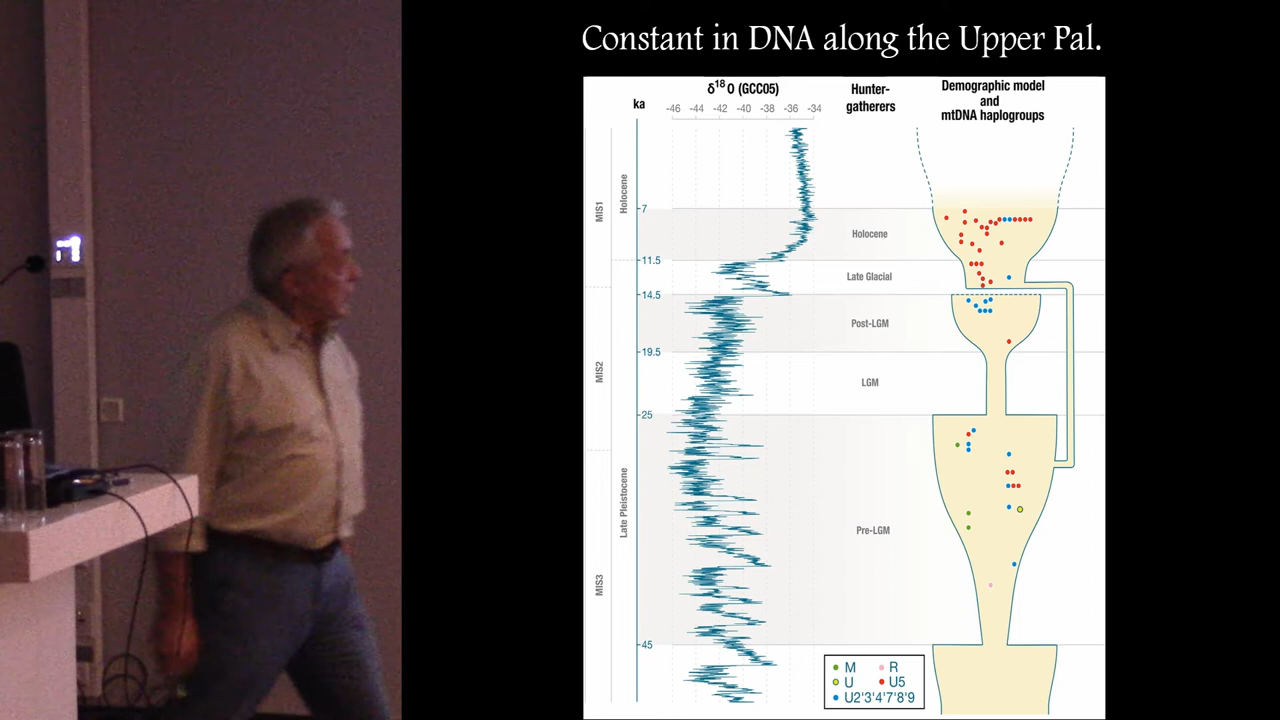 Constant in DNA along the Upper Pal.
δ18 O (GCC05)
Hunter-
gatherers
Demographic model
and
mtDNA haplogroups
ka
-46 -44 -42 -40 -38 -36 -34
MIS1
Holocene
7
Holocene
11.5
Late Glacial
14.5
Post-LGM
19.5
MIS2
LGM
25
Late Pleistocene
Pre-LGM
MIS3
45
M R
U U5
U2'3'4'7'8'9